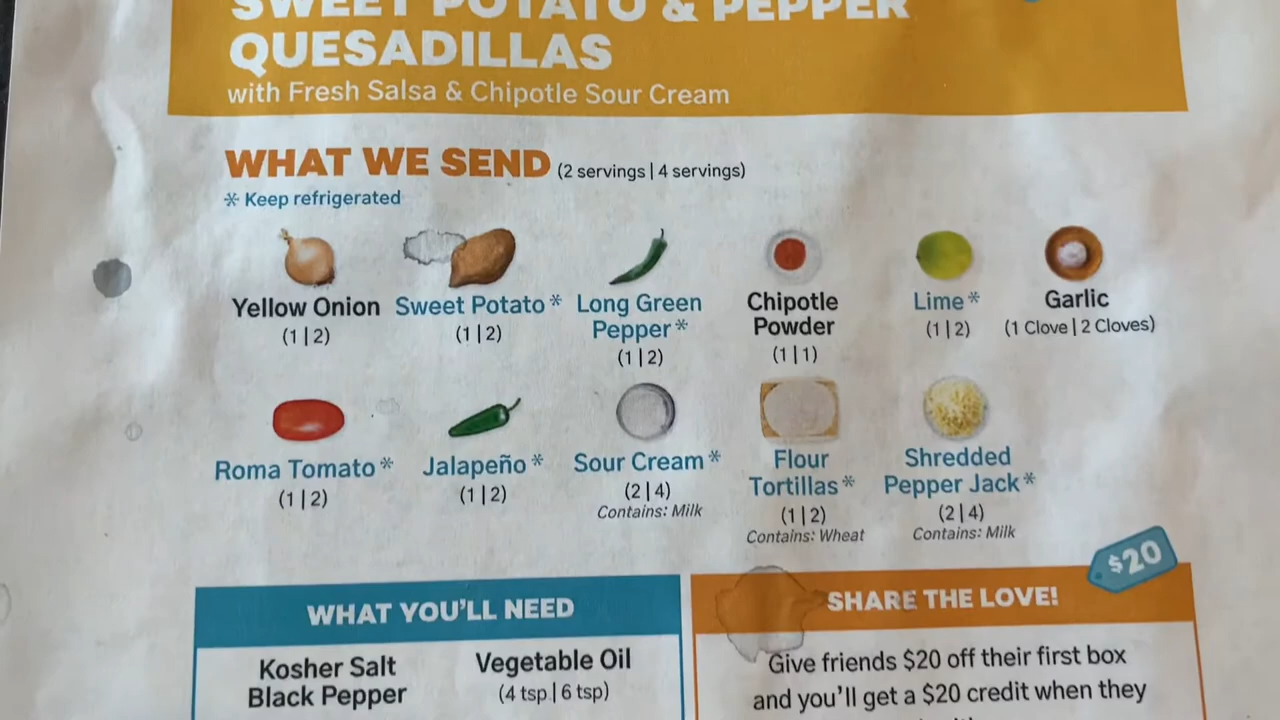 SWEET POTATO & PEPPER
QUESADILLAS
with Fresh Salsa & Chipotle Sour Cream
WHAT WE SEND (2 servings | 4 servings)
* Keep refrigerated
Yellow Onion
(1 | 2)
Sweet Potato *
(1 | 2)
Long Green
Pepper *
(1 | 2)
Chipotle
Powder
(1 | 1)
Lime *
(1 | 2)
Garlic
(1 Clove | 2 Cloves)
Roma Tomato *
(1 | 2)
Jalapeño *
(1 | 2)
Sour Cream *
(2 | 4)
Contains: Milk
Flour
Tortillas *
(1 | 2)
Contains: Wheat
Shredded
Pepper Jack *
(2 | 4)
Contains: Milk
WHAT YOU'LL NEED
Kosher Salt
Black Pepper
Vegetable Oil
(4 tsp | 6 tsp)
$20
SHARE THE LOVE!
Give friends $20 off their first box
and you'll get a $20 credit when they